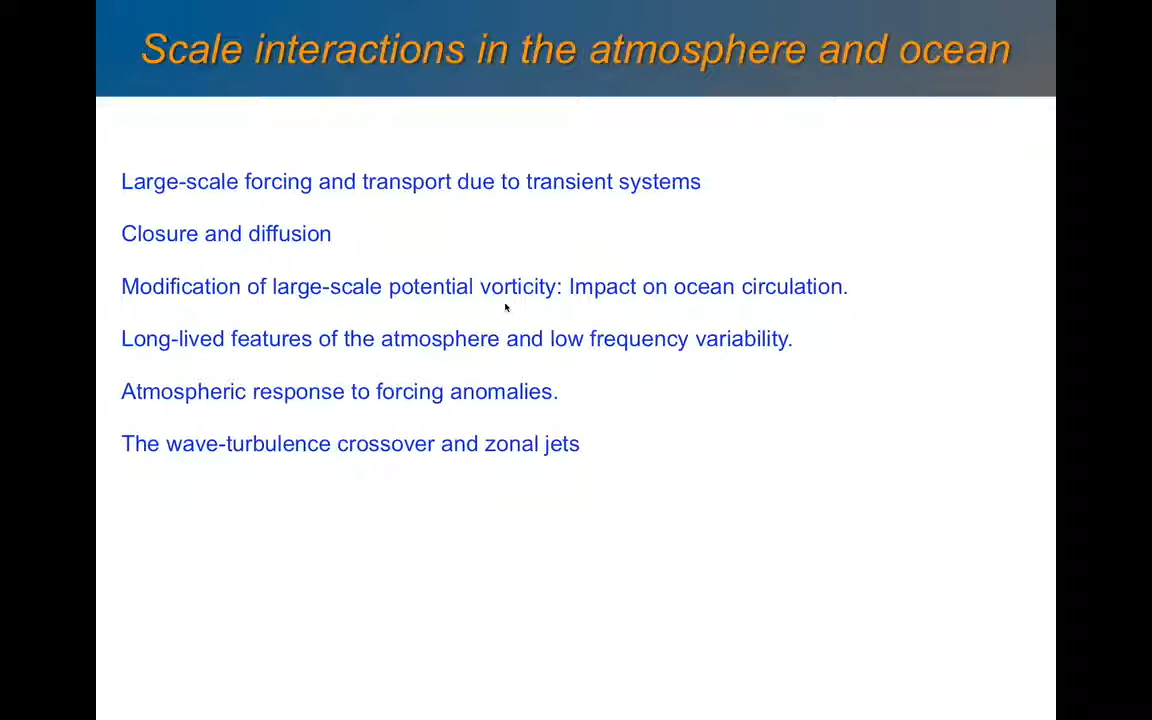 Scale interactions in the atmosphere and ocean
Large-scale forcing and transport due to transient systems
Closure and diffusion
Modification of large-scale potential vorticity: Impact on ocean circulation.
Long-lived features of the atmosphere and low frequency variability.
Atmospheric response to forcing anomalies.
The wave-turbulence crossover and zonal jets